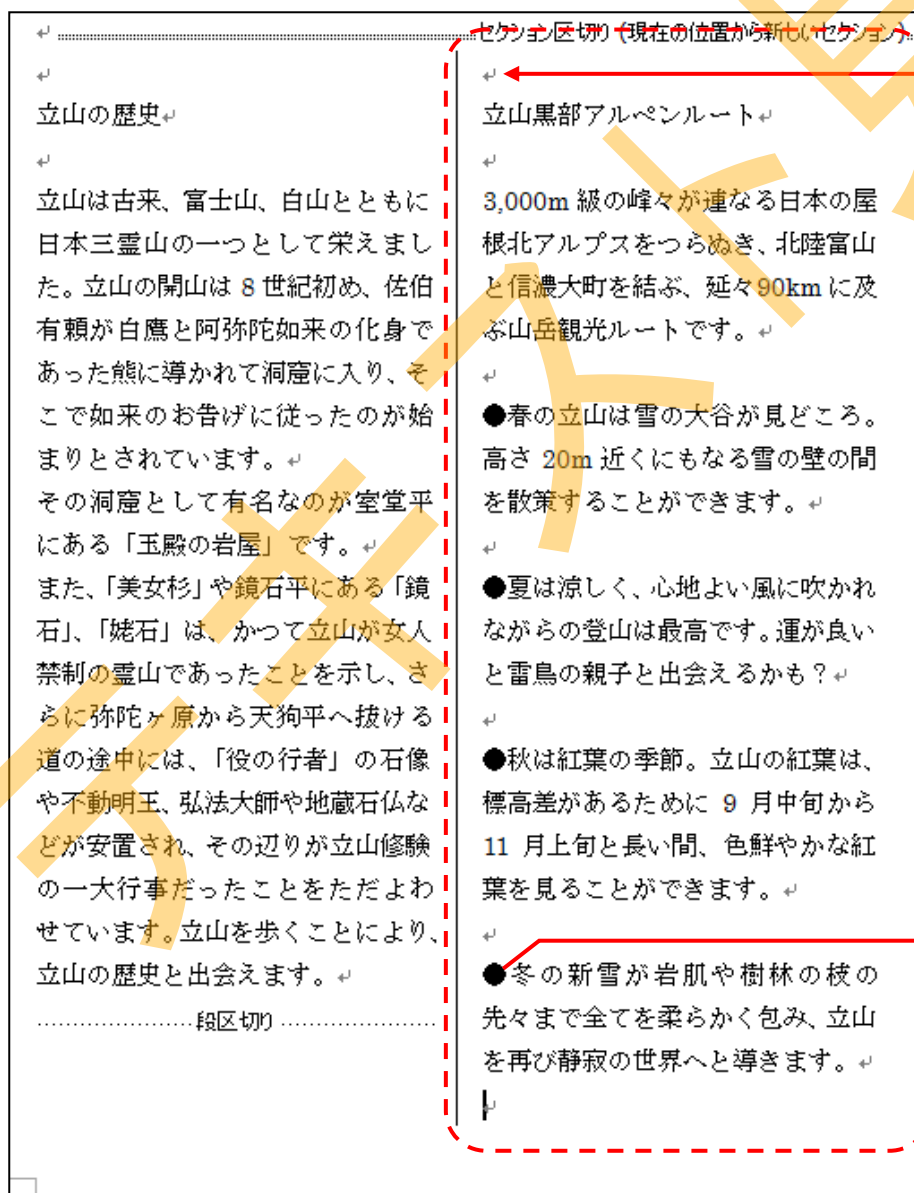 セクション区切り (現在の位置から新しいセクション)
立山の歴史
立山は古来、富士山、白山とともに
日本三霊山の一つとして栄えまし
た。立山の開山は 8 世紀初め、佐伯
有頼が白鷹と阿弥陀如来の化身で
あった熊に導かれて洞窟に入り、そ
こで如来のお告げに従ったのが始
まりとされています。
その洞窟として有名なのが室堂平
にある「玉殿の岩屋」です。
また、「美女杉」や鏡石平にある「鏡
石」、「姥石」は、かつて立山が女人
禁制の霊山であったことを示し、さ
らに弥陀ヶ原から天狗平へ抜ける
道の途中には、「役の行者」の石像
や不動明王、弘法大師や地蔵石仏な
どが安置され、その辺りが立山修験
の一大行事だったことをただよわ
せています。立山を歩くことにより、
立山の歴史と出会えます。
段区切り
立山黒部アルペンルート
3,000m 級の峰々が連なる日本の屋
根北アルプスをつらぬき、北陸富山
と信濃大町を結ぶ、延々90km に及
ぶ山岳観光ルートです。
●春の立山は雪の大谷が見どころ。
高さ 20m 近くにもなる雪の壁の間
を散策することができます。
●夏は涼しく、心地よい風に吹かれ
ながらの登山は最高です。運が良い
と雷鳥の親子と出会えるかも？
●秋は紅葉の季節。立山の紅葉は、
標高差があるために 9 月中旬から
11 月上旬と長い間、色鮮やかな紅
葉を見ることができます。
●冬の新雪が岩肌や樹林の枝の
先々まで全てを柔らかく包み、立山
を再び静寂の世界へと導きます。
テキスト見